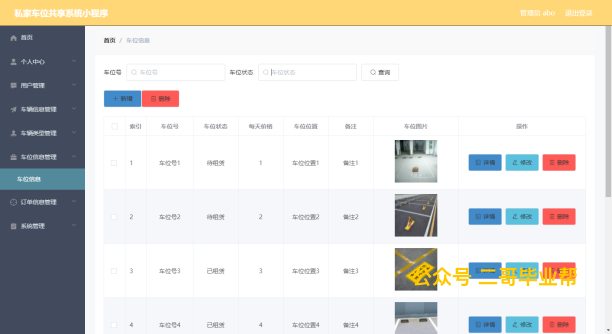 私家车位共享系统小程序
管理员 abo 退出登录
首页
个人中心
用户管理
车辆信息管理
车辆类型管理
车位信息管理
车位信息
订单信息管理
系统管理
首页 / 车位信息
车位号 车位号 车位状态 车位状态 查询
新增 删除
索引 车位号 车位状态 每天价格 车位位置 备注 车位图片 操作
1 车位号1 待租赁 1 车位位置1 备注1 详情 修改 删除
2 车位号2 待租赁 2 车位位置2 备注2 详情 修改 删除
3 车位号3 已租赁 3 车位位置3 备注3 修改 删除
公众号 二哥毕业帮
4 车位号4 已租赁 4 车位位置4 备注4 详情 修改 删除